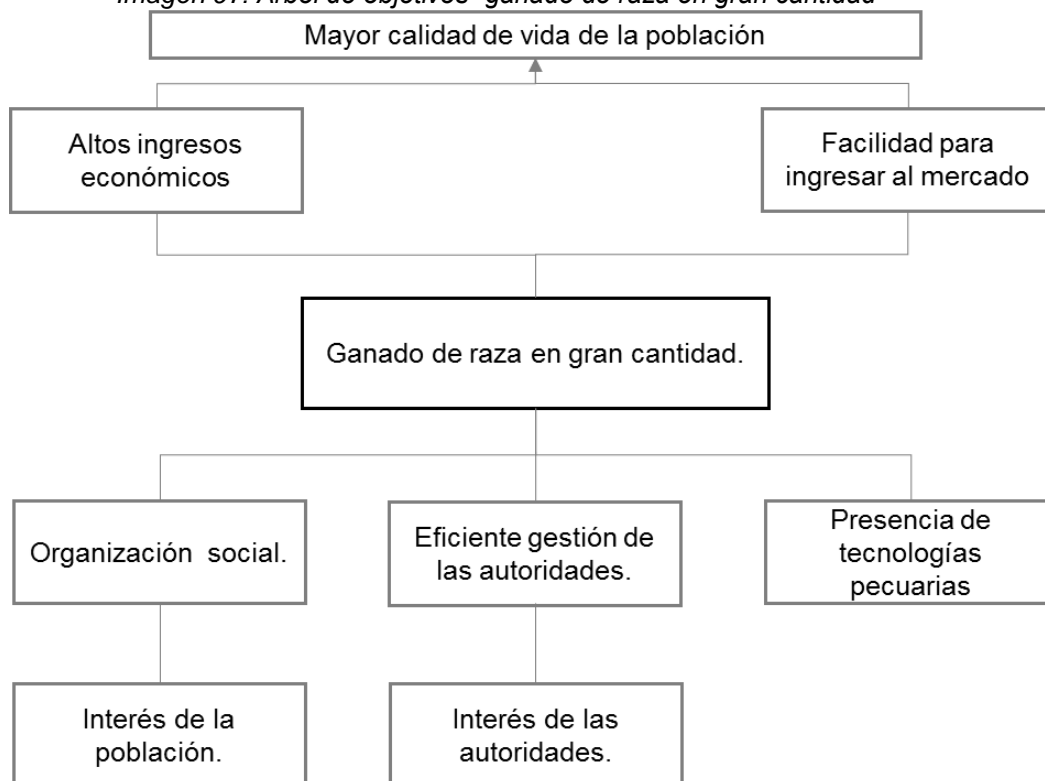 Mayor calidad de vida de la población
Altos ingresos
económicos
Facilidad para
ingresar al mercado
Ganado de raza en gran cantidad.
Organización social.
Eficiente gestión de
las autoridades.
Presencia de
tecnologías
pecuarias
Interés de la
población.
Interés de las
autoridades.